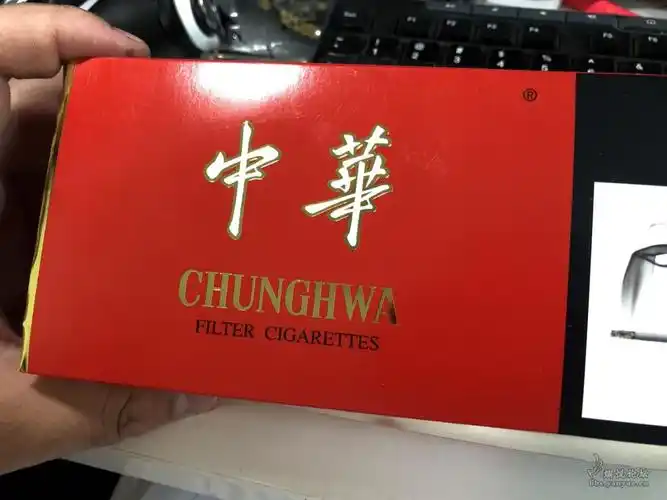 ®
中華
CHUNGHWA
FILTER CIGARETTES